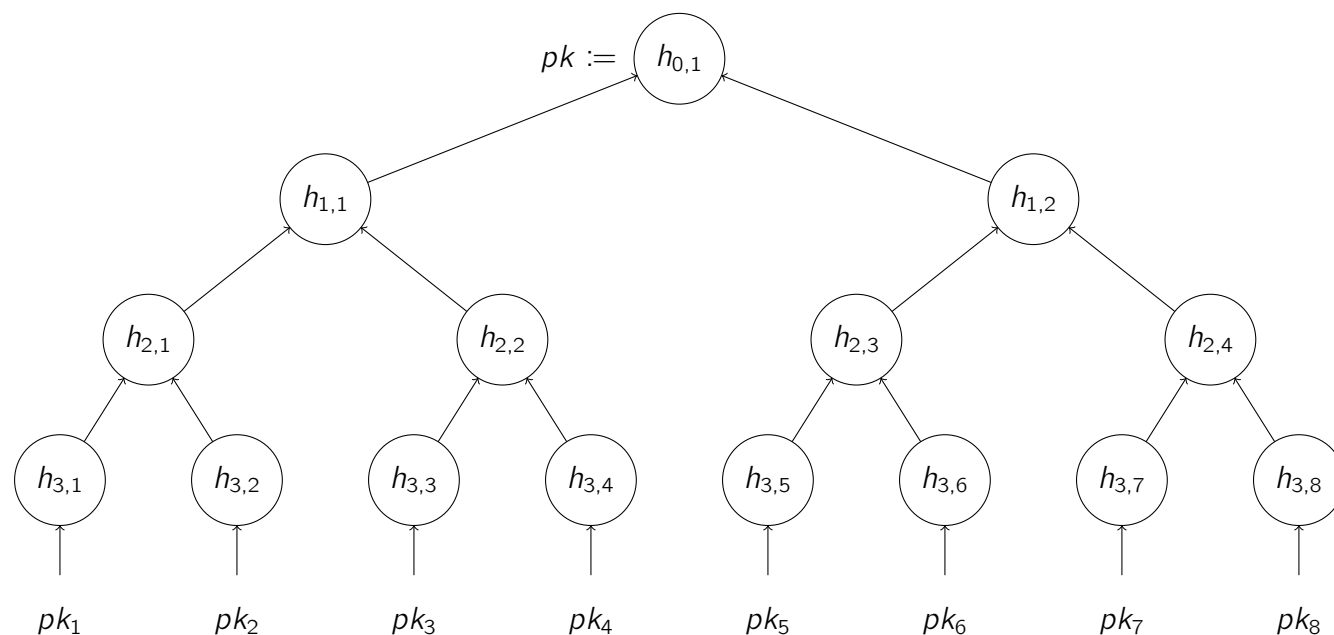 pk := h0,1
h1,1 h1,2
h2,1 h2,2 h2,3 h2,4
h3,1 h3,2 h3,3 h3,4 h3,5 h3,6 h3,7 h3,8
pk1 pk2 pk3 pk4 pk5 pk6 pk7 pk8